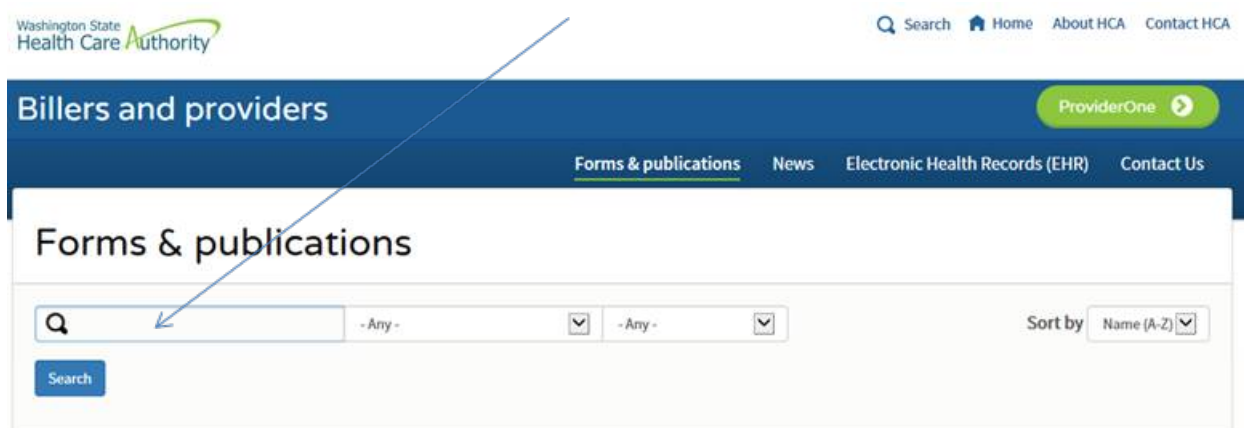 Washington State
Health Care Authority
Search Home About HCA Contact HCA
Billers and providers
ProviderOne
Forms & publications News Electronic Health Records (EHR) Contact Us
Forms & publications
- Any - - Any - Sort by Name (A-Z)
Search